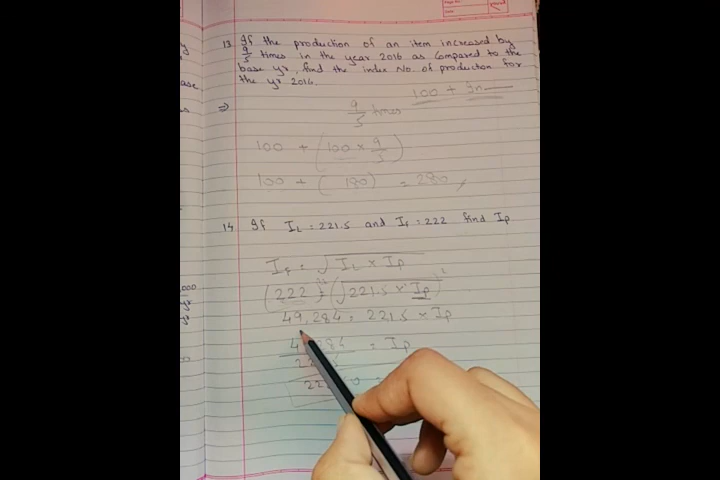 13 If the production of an item increased by
9/5 times in the year 2016 as compared to the
base yr, find the index No. of production for
the yr 2016.
100 + In
⇒ 9/5 times
100 + (100 × 9/5)
100 + ( 180) = 280,
14 If IL = 221.5 and If = 222 find Ip
If = √IL × Ip
(222)² = (√221.5 × Ip)²
49,284 = 221.5 × Ip
284 = Ip